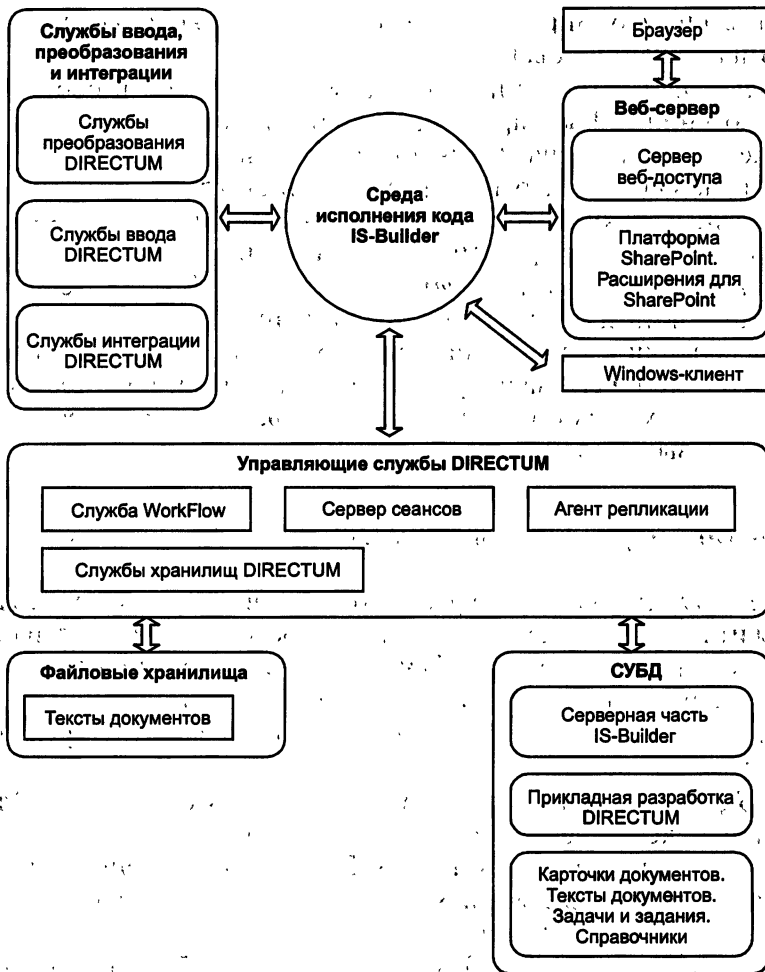 Службы ввода,
преобразования
и интеграции
Службы
преобразования
DIRECTUM
Службы ввода
DIRECTUM
Службы интеграции
DIRECTUM
Среда
исполнения кода
IS-Builder
Браузер
Веб-сервер
Сервер
веб-доступа
Платформа
SharePoint.
Расширения для
SharePoint
Windows-клиент
Управляющие службы DIRECTUM
Служба WorkFlow
Сервер сеансов
Агент репликации
Службы хранилищ DIRECTUM
Файловые хранилища
Тексты документов
СУБД
Серверная часть
IS-Builder
Прикладная разработка
DIRECTUM
Карточки документов.
Тексты документов.
Задачи и задания.
Справочники